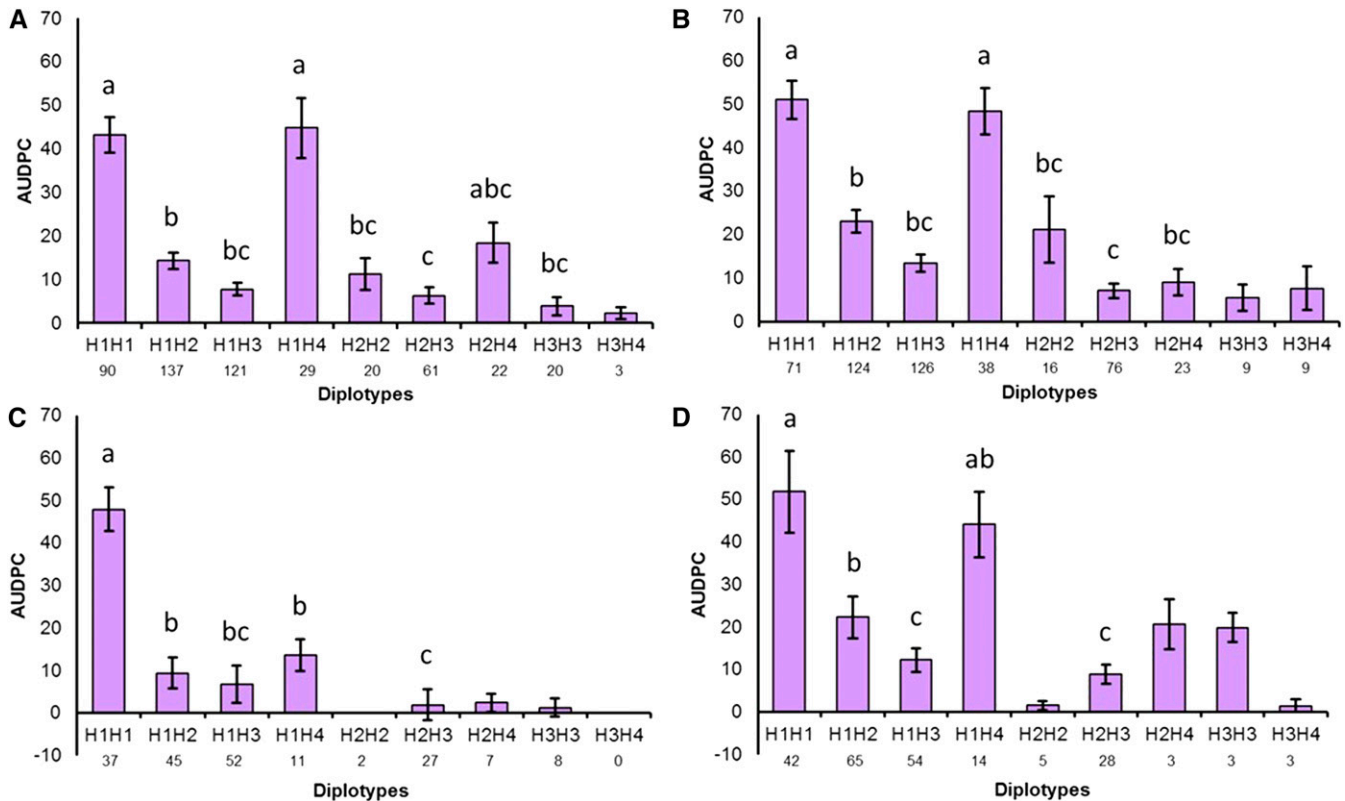 A
70
60
50
40
30
20
10
0
AUDPC
a
b
bc
a
bc
c
abc
bc
H1H1 H1H2 H1H3 H1H4 H2H2 H2H3 H2H4 H3H3 H3H4
90 137 121 29 20 61 22 20 3
Diplotypes
B
70
60
50
40
30
20
10
0
AUDPC
a
b
bc
a
bc
c
bc
H1H1 H1H2 H1H3 H1H4 H2H2 H2H3 H2H4 H3H3 H3H4
71 124 126 38 16 76 23 9 9
Diplotypes
C
70
60
50
40
30
20
10
0
-10
AUDPC
a
b
bc
b
c
H1H1 H1H2 H1H3 H1H4 H2H2 H2H3 H2H4 H3H3 H3H4
37 45 52 11 2 27 7 8 0
Diplotypes
D
70
60
50
40
30
20
10
0
-10
AUDPC
a
b
c
ab
c
H1H1 H1H2 H1H3 H1H4 H2H2 H2H3 H2H4 H3H3 H3H4
42 65 54 14 5 28 3 3 3
Diplotypes